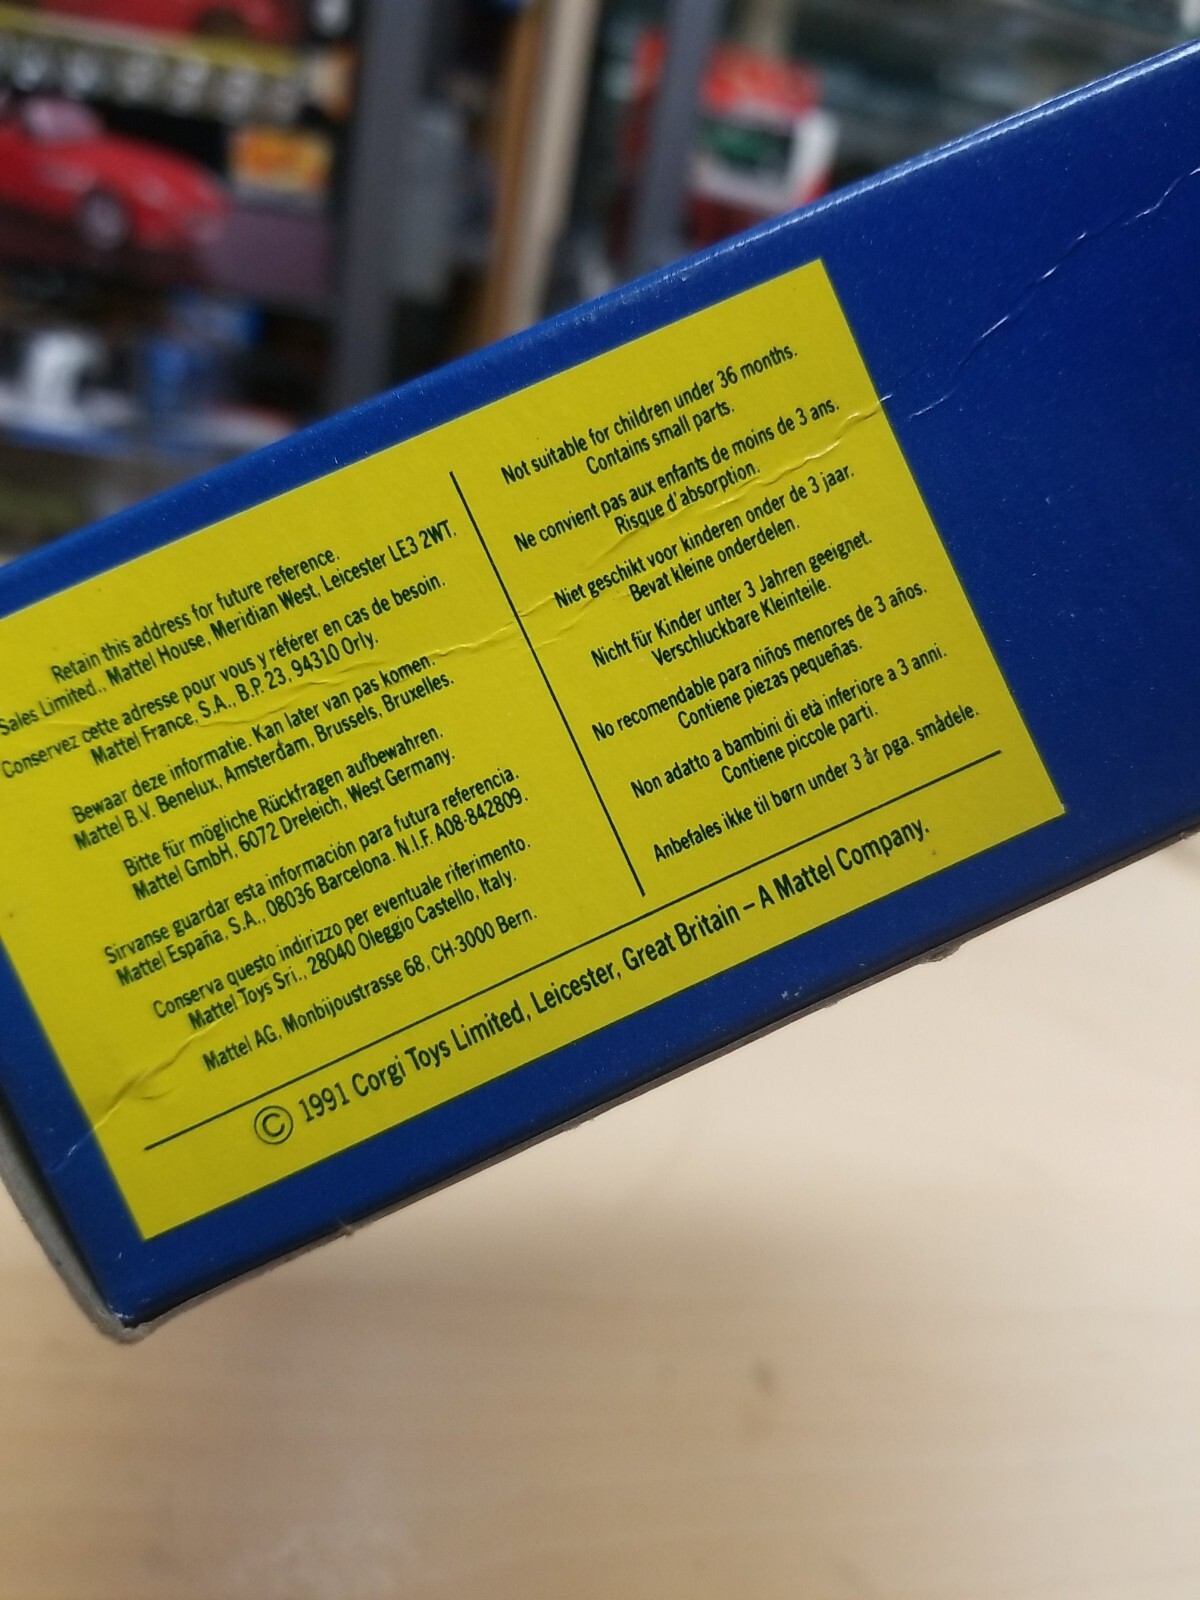 Retain this address for future reference.
Sales Limited., Mattel House, Meridian West, Leicester LE3 2WT.
Conservez cette adresse pour vous y référer en cas de besoin.
Mattel France, S.A., B.P. 23, 94310 Orly.
Bewaar deze informatie. Kan later van pas komen.
Mattel B.V. Benelux, Amsterdam, Brussels, Bruxelles.
Bitte für mögliche Rückfragen aufbewahren.
Mattel GmbH, 6072 Dreleich, West Germany.
Sirvanse guardar esta información para futura referencia.
Mattel España, S.A., 08036 Barcelona. N.I.F. A08-842809.
Conserva questo indirizzo per eventuale riferimento.
Mattel Toys Sri., 28040 Oleggio Castello, Italy.
Mattel AG, Monbijoustrasse 68, CH-3000 Bern.
Not suitable for children under 36 months.
Contains small parts.
Ne convient pas aux enfants de moins de 3 ans.
Risque d'absorption.
Niet geschikt voor kinderen onder de 3 jaar.
Bevat kleine onderdelen.
Nicht für Kinder unter 3 Jahren geeignet.
Verschluckbare Kleinteile.
No recomendable para niños menores de 3 años.
Contiene piezas pequeñas.
Non adatto a bambini di età inferiore a 3 anni.
Contiene piccole parti.
Anbefales ikke til børn under 3 år pga. smådele.
© 1991 Corgi Toys Limited, Leicester, Great Britain – A Mattel Company.